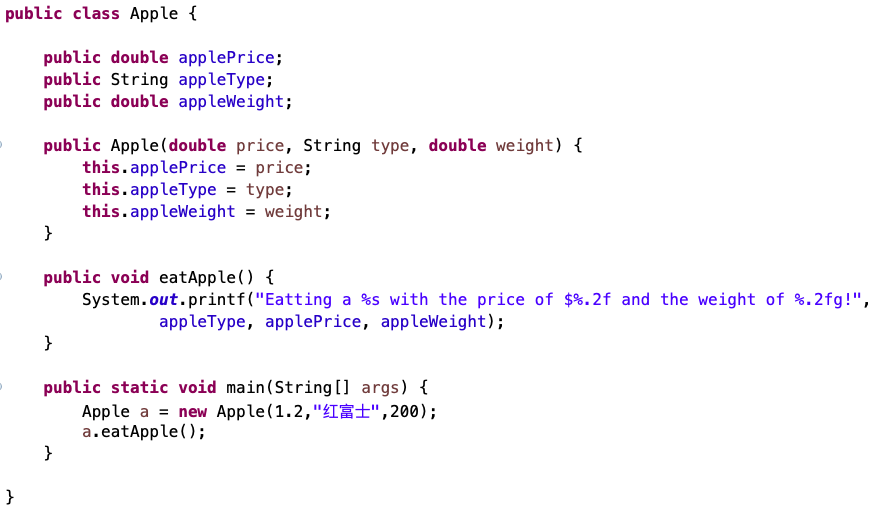 public class Apple {
public double applePrice;
public String appleType;
public double appleWeight;
public Apple(double price, String type, double weight) {
this.applePrice = price;
this.appleType = type;
this.appleWeight = weight;
}
public void eatApple() {
System.out.printf("Eatting a %s with the price of $%.2f and the weight of %.2fg!",
appleType, applePrice, appleWeight);
}
public static void main(String[] args) {
Apple a = new Apple(1.2,"红富士",200);
a.eatApple();
}
}